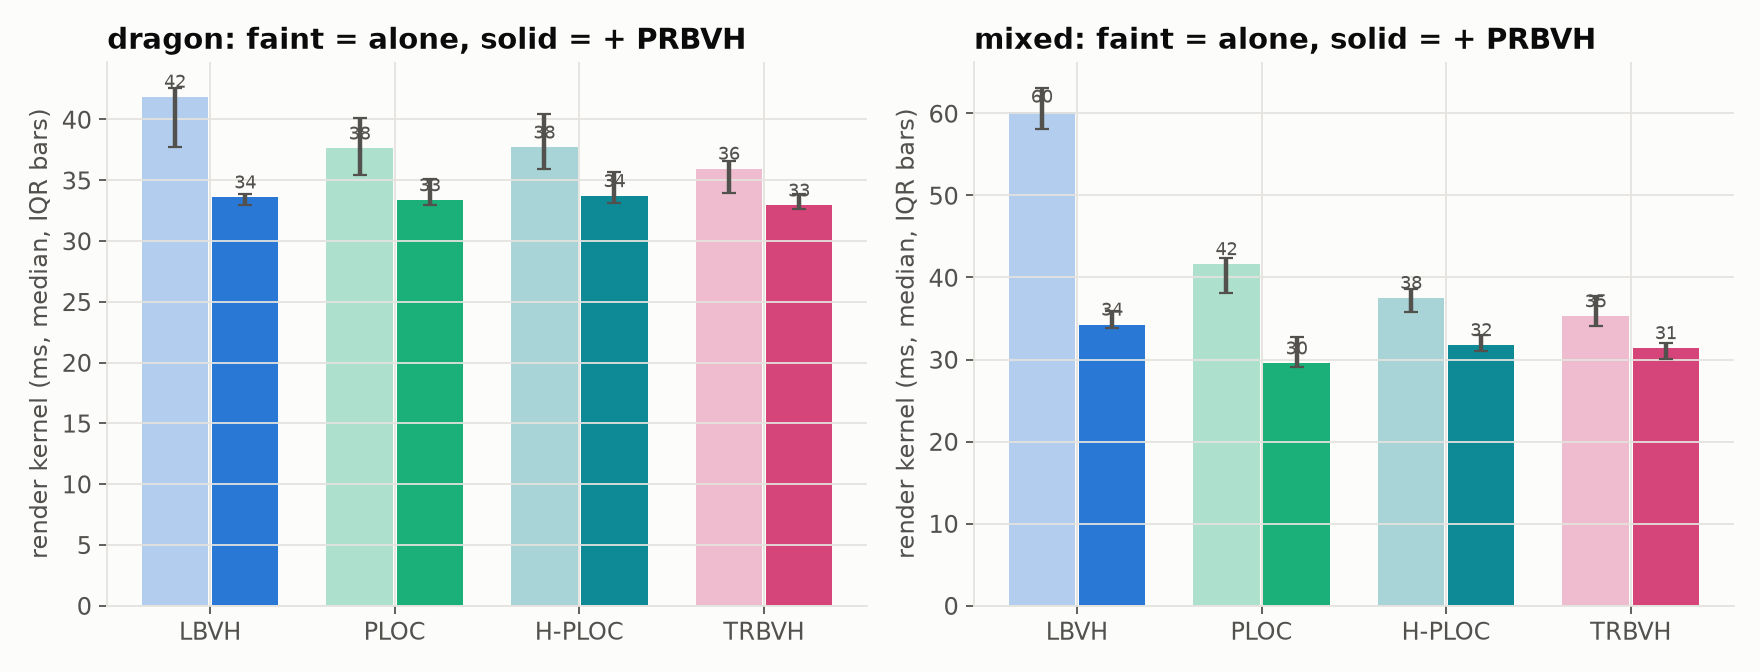 dragon: faint = alone, solid = + PRBVH
render kernel (ms, median, IQR bars)
40
35
30
25
20
15
10
5
0
42
34
38
33
38
34
36
33
LBVH
PLOC
H-PLOC
TRBVH
mixed: faint = alone, solid = + PRBVH
render kernel (ms, median, IQR bars)
60
50
40
30
20
10
0
60
34
42
30
38
32
35
31
LBVH
PLOC
H-PLOC
TRBVH